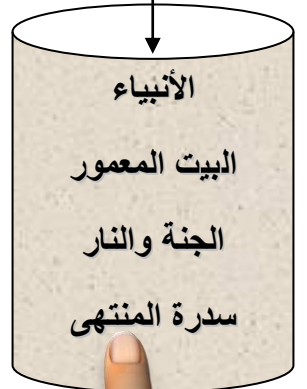 الأنبياء
البيت المعمور
الجنة والنار
سدرة المنتهى